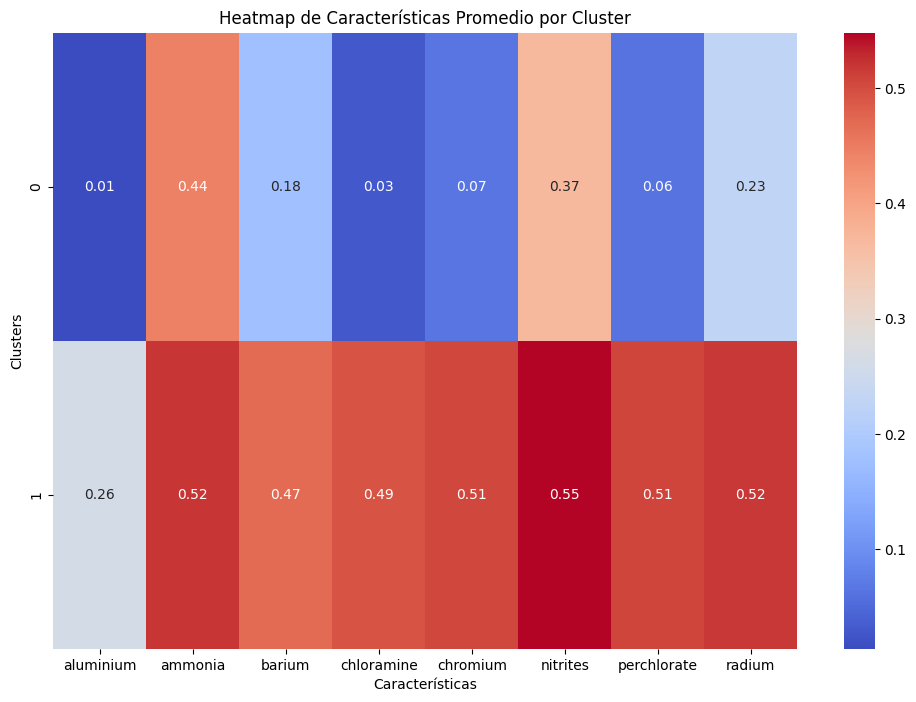 Heatmap de Características Promedio por Cluster
Clusters
0
0.01 0.44 0.18 0.03 0.07 0.37 0.06 0.23
1
0.26 0.52 0.47 0.49 0.51 0.55 0.51 0.52
aluminium ammonia barium chloramine chromium nitrites perchlorate radium
Características
0.5
0.4
0.3
0.2
0.1